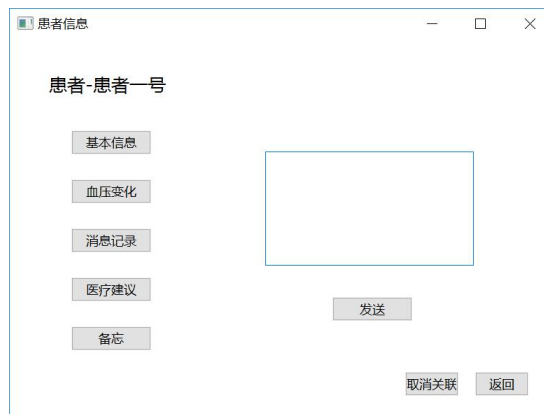 患者信息
患者-患者一号
基本信息
血压变化
消息记录
医疗建议
备忘
发送
取消关联
返回